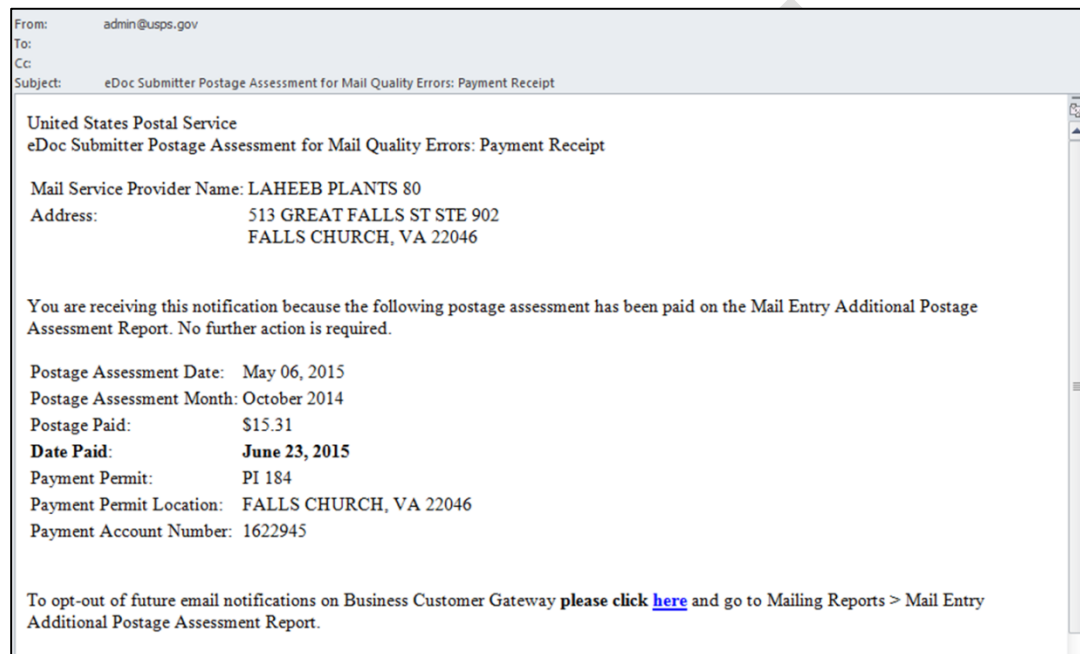 From: admin@usps.gov
To:
Cc:
Subject: eDoc Submitter Postage Assessment for Mail Quality Errors: Payment Receipt
United States Postal Service
eDoc Submitter Postage Assessment for Mail Quality Errors: Payment Receipt
Mail Service Provider Name: LAHEEB PLANTS 80
Address: 513 GREAT FALLS ST STE 902
FALLS CHURCH, VA 22046
You are receiving this notification because the following postage assessment has been paid on the Mail Entry Additional Postage
Assessment Report. No further action is required.
Postage Assessment Date: May 06, 2015
Postage Assessment Month: October 2014
Postage Paid: $15.31
Date Paid: June 23, 2015
Payment Permit: PI 184
Payment Permit Location: FALLS CHURCH, VA 22046
Payment Account Number: 1622945
To opt-out of future email notifications on Business Customer Gateway please click here and go to Mailing Reports > Mail Entry
Additional Postage Assessment Report.